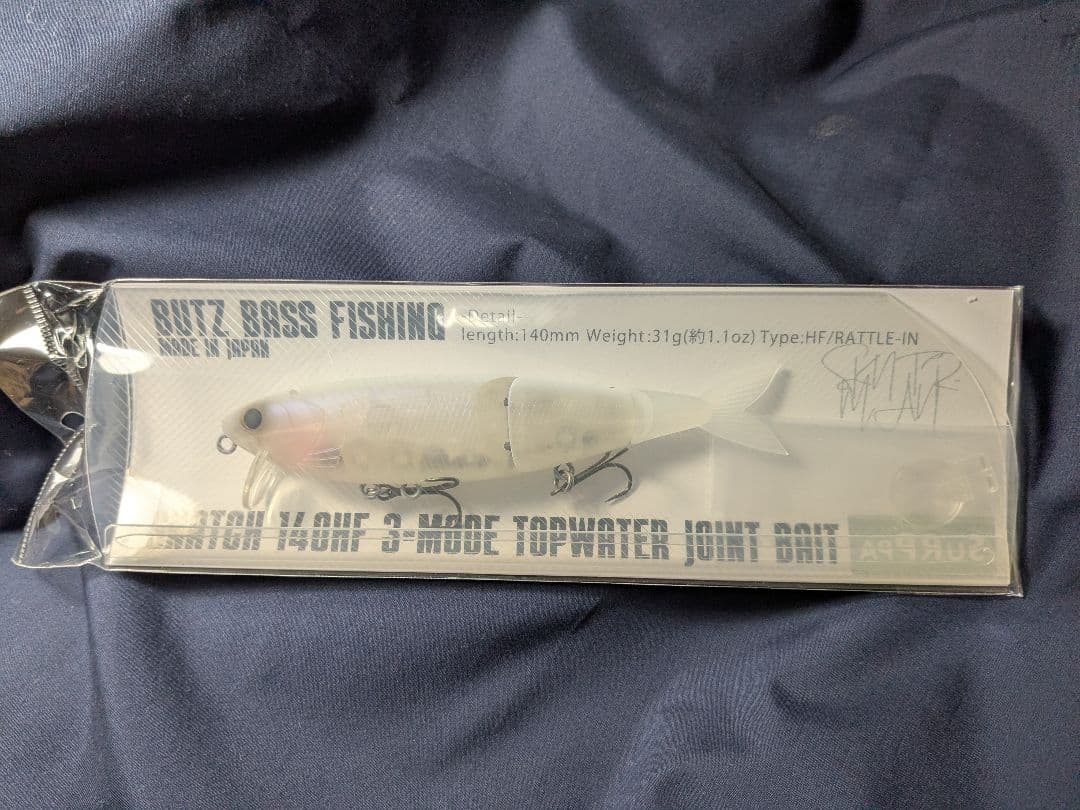 BUTZ BASS FISHING
MADE IN jAPAN
-Detail-
length:140mm Weight:31g(約1.1oz) Type:HF/RATTLE-IN
140HF 3-MODE TOPWATER jOINT BAIT